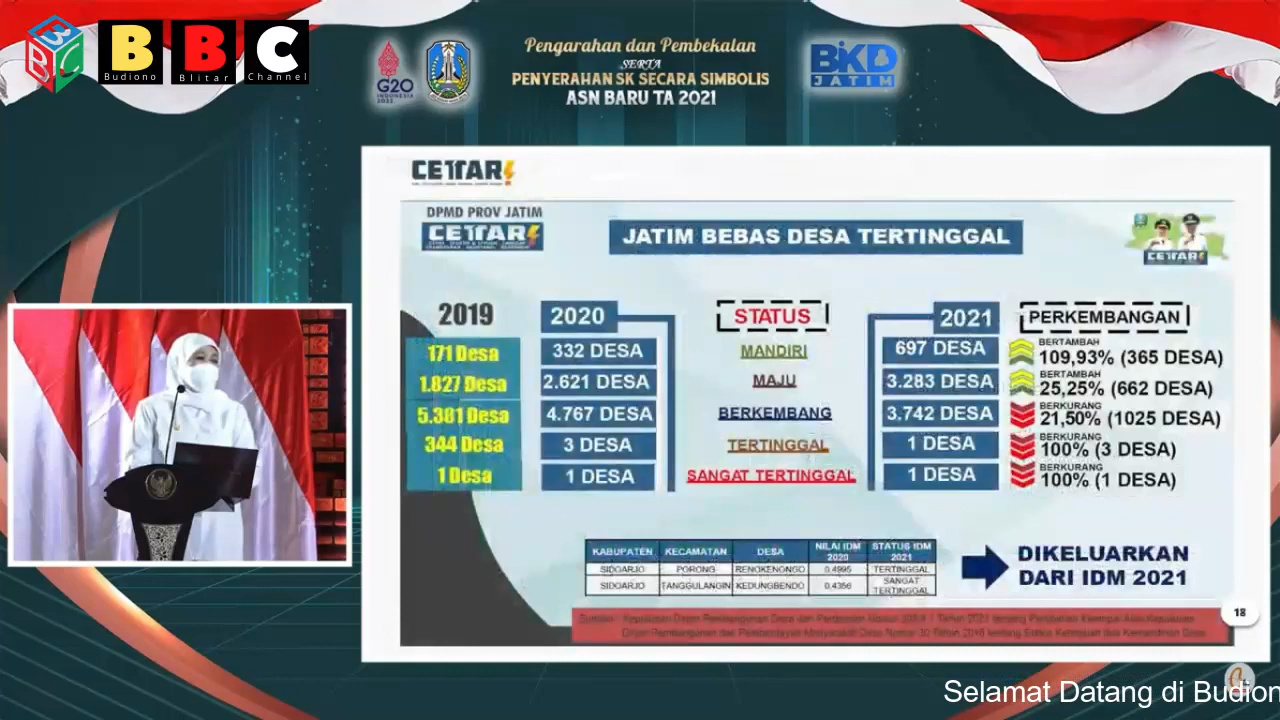 B B C
Budiono Blitar Channel
G20
INDONESIA
2022
Pengarahan dan Pembekalan
SERTA
PENYERAHAN SK SECARA SIMBOLIS
ASN BARU TA 2021
BKD
JATIM
CETTAR
DPMD PROV JATIM
CETTAR
JATIM BEBAS DESA TERTINGGAL
CETTAR
2019 2020 STATUS 2021 PERKEMBANGAN
171 Desa 332 DESA MANDIRI 697 DESA BERTAMBAH 109,93% (365 DESA)
1.827 Desa 2.621 DESA MAJU 3.283 DESA BERTAMBAH 25,25% (662 DESA)
5.381 Desa 4.767 DESA BERKEMBANG 3.742 DESA BERKURANG 21,50% (1025 DESA)
344 Desa 3 DESA TERTINGGAL 1 DESA BERKURANG 100% (3 DESA)
1 Desa 1 DESA SANGAT TERTINGGAL 1 DESA BERKURANG 100% (1 DESA)
KABUPATEN KECAMATAN DESA NILAI IDM 2020 STATUS IDM 2021
SIDOARJO PORONG RENOKENONGO 0.4995 TERTINGGAL
SIDOARJO TANGGULANGIN KEDUNGBENDO 0.4356 SANGAT TERTINGGAL
DIKELUARKAN
DARI IDM 2021
18
Selamat Datang di Budion